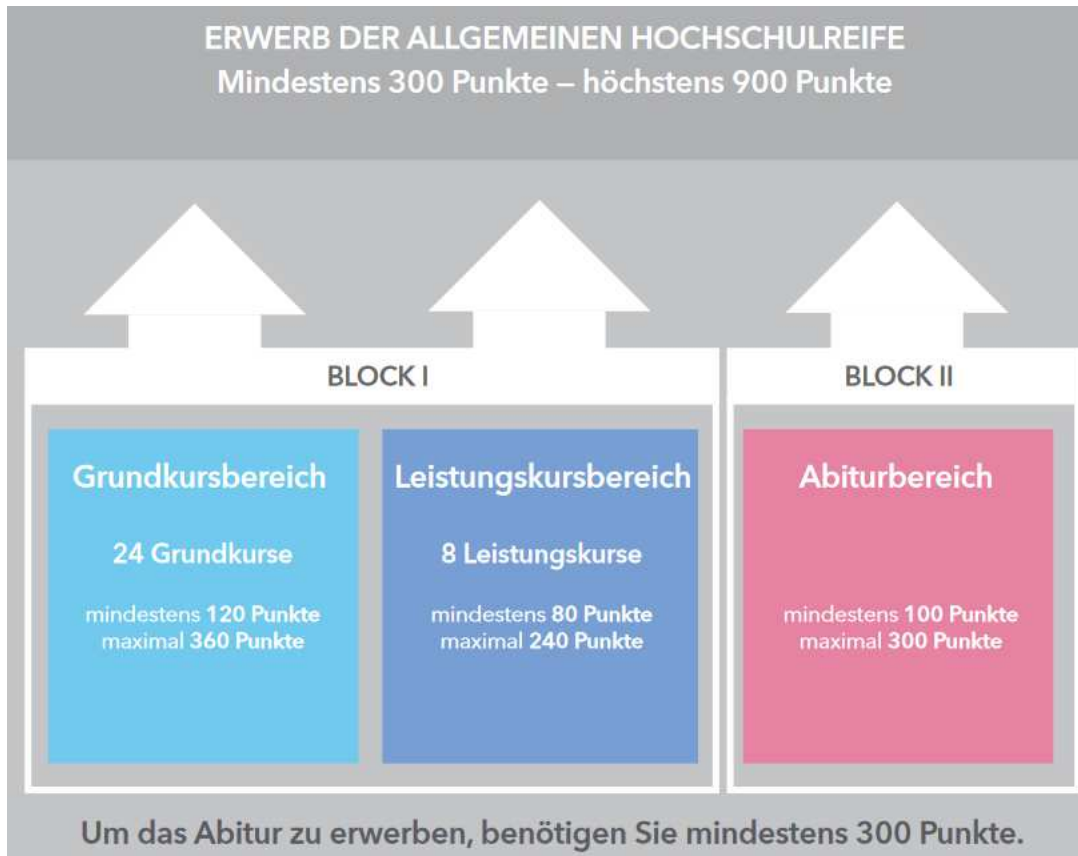 ERWERB DER ALLGEMEINEN HOCHSCHULREIFE
Mindestens 300 Punkte – höchstens 900 Punkte
BLOCK I
Grundkursbereich
24 Grundkurse
mindestens 120 Punkte
maximal 360 Punkte
Leistungskursbereich
8 Leistungskurse
mindestens 80 Punkte
maximal 240 Punkte
BLOCK II
Abiturbereich
mindestens 100 Punkte
maximal 300 Punkte
Um das Abitur zu erwerben, benötigen Sie mindestens 300 Punkte.